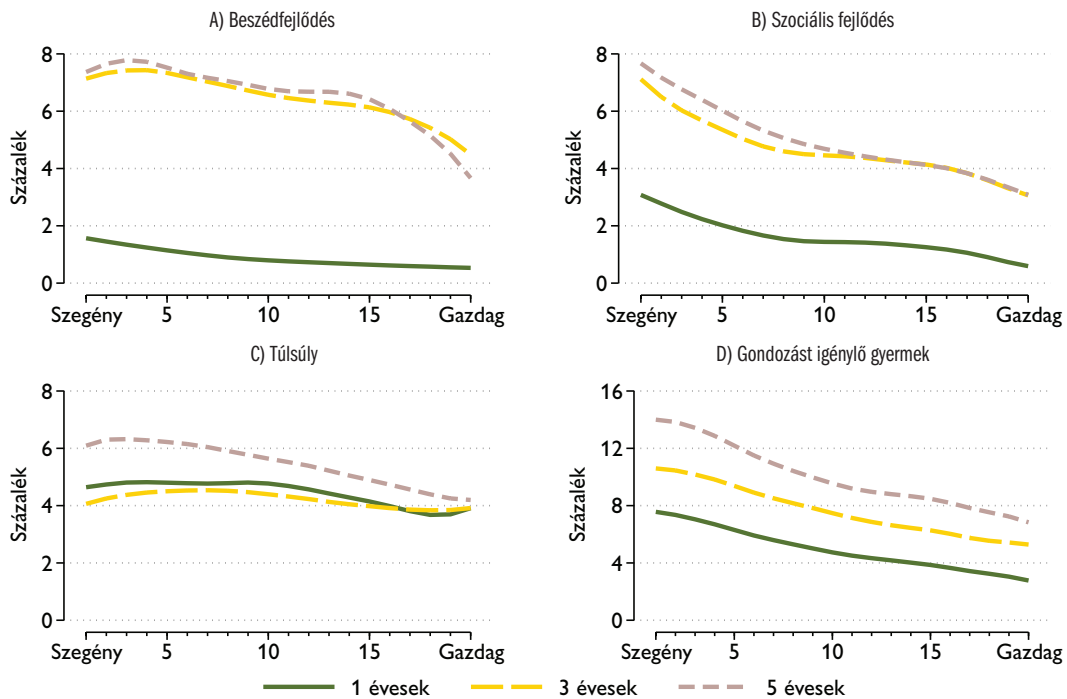 A) Beszédfejlődés
8
6
4
2
0
Százalék
Szegény 5 10 15 Gazdag
B) Szociális fejlődés
8
6
4
2
0
Százalék
Szegény 5 10 15 Gazdag
C) Túlsúly
8
6
4
2
0
Százalék
Szegény 5 10 15 Gazdag
D) Gondozást igénylő gyermek
16
12
8
4
0
Százalék
Szegény 5 10 15 Gazdag
1 évesek 3 évesek 5 évesek